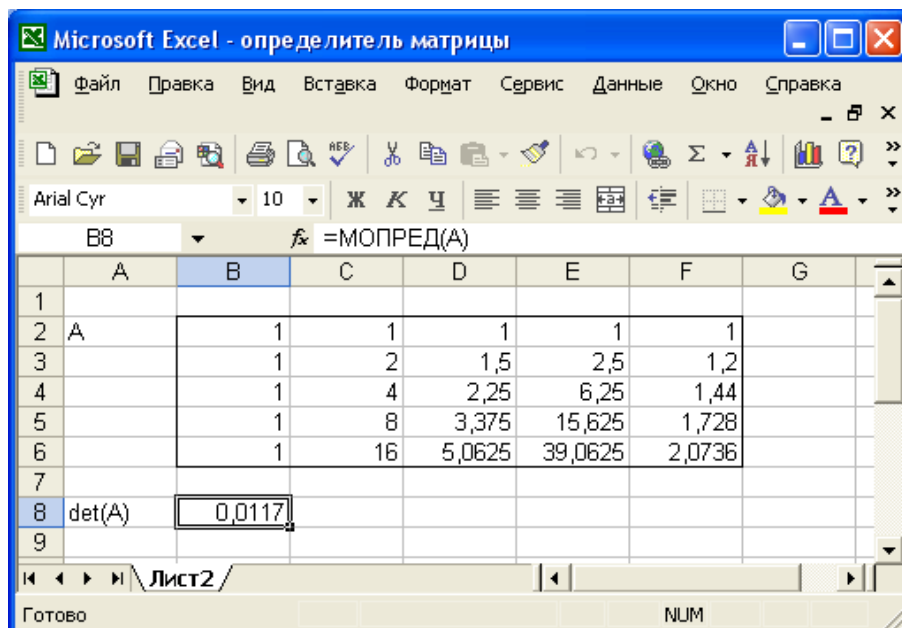 Microsoft Excel - определитель матрицы
Файл Правка Вид Вставка Формат Сервис Данные Окно Справка
АБВ Σ А Я ?
Arial Cyr 10 Ж К Ч А
B8 fx =МОПРЕД(A)
A B C D E F G
1
2 A 1 1 1 1 1
3 1 2 1,5 2,5 1,2
4 1 4 2,25 6,25 1,44
5 1 8 3,375 15,625 1,728
6 1 16 5,0625 39,0625 2,0736
7
8 det(A) 0,0117
9
Лист2
Готово NUM